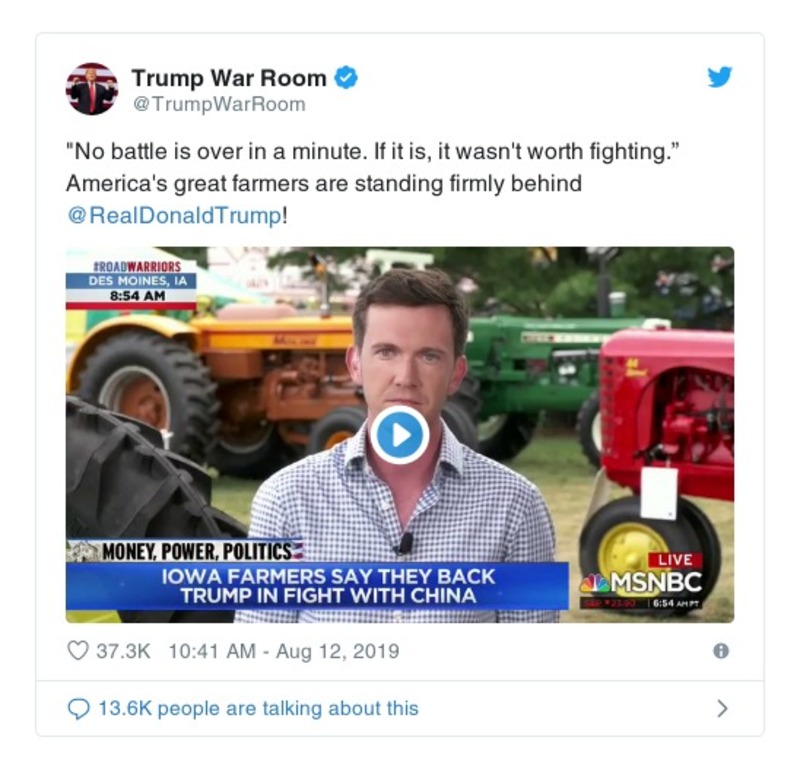 Trump War Room
@TrumpWarRoom
"No battle is over in a minute. If it is, it wasn't worth fighting.”
America's great farmers are standing firmly behind
@RealDonaldTrump!
#ROADWARRIORS
DES MOINES, IA
8:54 AM
44
MONEY, POWER, POLITICS
IOWA FARMERS SAY THEY BACK
TRUMP IN FIGHT WITH CHINA
LIVE
MSNBC
6:54 AM PT
37.3K 10:41 AM - Aug 12, 2019
13.6K people are talking about this